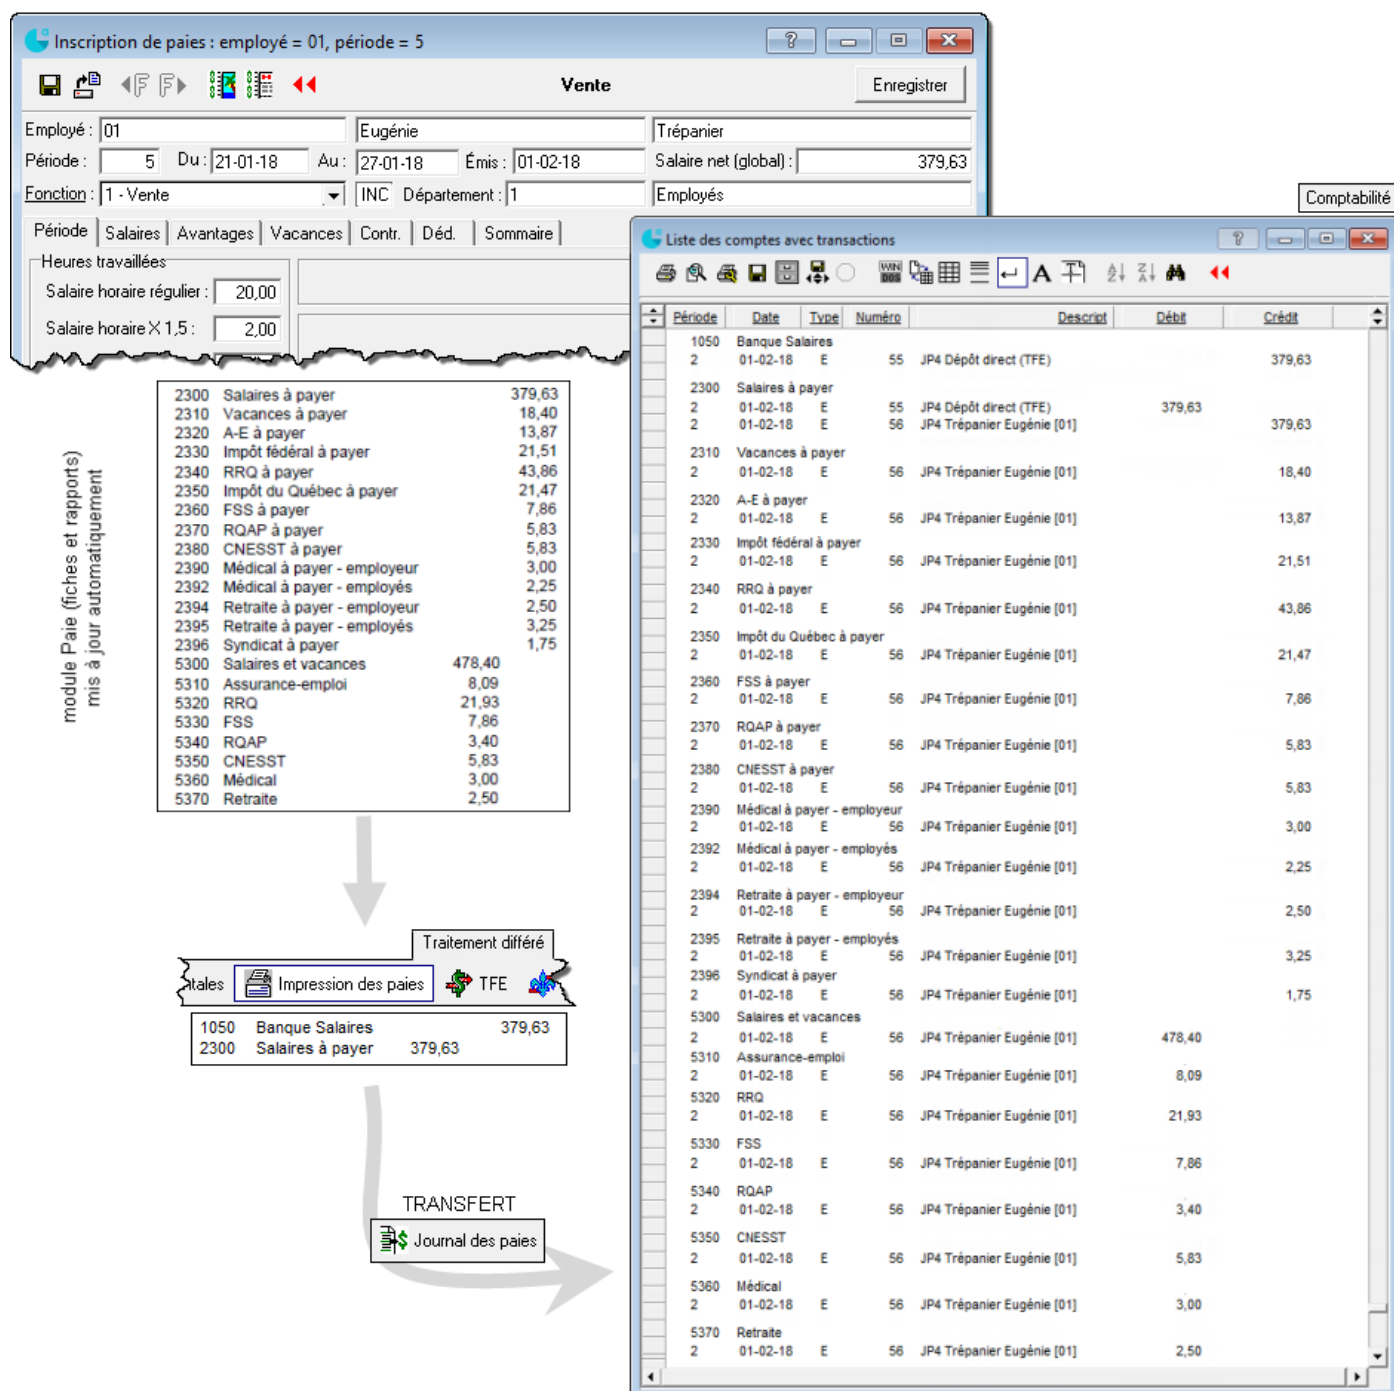 Inscription de paies : employé = 01, période = 5
Vente
Enregistrer
Employé : 01 Eugénie Trépanier
Période : 5 Du : 21-01-18 Au : 27-01-18 Émis : 01-02-18 Salaire net (global) : 379,63
Fonction : 1 - Vente INC Département : 1 Employés
Période Salaires Avantages Vacances Contr. Déd. Sommaire
Heures travaillées
Salaire horaire régulier : 20,00
Salaire horaire X 1,5 : 2,00
module Paie (fiches et rapports)
mis à jour automatiquement
2300 Salaires à payer 379,63
2310 Vacances à payer 18,40
2320 A-E à payer 13,87
2330 Impôt fédéral à payer 21,51
2340 RRQ à payer 43,86
2350 Impôt du Québec à payer 21,47
2360 FSS à payer 7,86
2370 RQAP à payer 5,83
2380 CNESST à payer 5,83
2390 Médical à payer - employeur 3,00
2392 Médical à payer - employés 2,25
2394 Retraite à payer - employeur 2,50
2395 Retraite à payer - employés 3,25
2396 Syndicat à payer 1,75
5300 Salaires et vacances 478,40
5310 Assurance-emploi 8,09
5320 RRQ 21,93
5330 FSS 7,86
5340 RQAP 3,40
5350 CNESST 5,83
5360 Médical 3,00
5370 Retraite 2,50
Traitement différé
tales Impression des paies TFE
1050 Banque Salaires 379,63
2300 Salaires à payer 379,63
TRANSFERT
Journal des paies
Comptabilité
Liste des comptes avec transactions
WIN DOS
Période Date Type Numéro Descript Débit Crédit
1050 Banque Salaires
2 01-02-18 E 55 JP4 Dépôt direct (TFE) 379,63
2300 Salaires à payer
2 01-02-18 E 55 JP4 Dépôt direct (TFE) 379,63
2 01-02-18 E 56 JP4 Trépanier Eugénie [01] 379,63
2310 Vacances à payer
2 01-02-18 E 56 JP4 Trépanier Eugénie [01] 18,40
2320 A-E à payer
2 01-02-18 E 56 JP4 Trépanier Eugénie [01] 13,87
2330 Impôt fédéral à payer
2 01-02-18 E 56 JP4 Trépanier Eugénie [01] 21,51
2340 RRQ à payer
2 01-02-18 E 56 JP4 Trépanier Eugénie [01] 43,86
2350 Impôt du Québec à payer
2 01-02-18 E 56 JP4 Trépanier Eugénie [01] 21,47
2360 FSS à payer
2 01-02-18 E 56 JP4 Trépanier Eugénie [01] 7,86
2370 RQAP à payer
2 01-02-18 E 56 JP4 Trépanier Eugénie [01] 5,83
2380 CNESST à payer
2 01-02-18 E 56 JP4 Trépanier Eugénie [01] 5,83
2390 Médical à payer - employeur
2 01-02-18 E 56 JP4 Trépanier Eugénie [01] 3,00
2392 Médical à payer - employés
2 01-02-18 E 56 JP4 Trépanier Eugénie [01] 2,25
2394 Retraite à payer - employeur
2 01-02-18 E 56 JP4 Trépanier Eugénie [01] 2,50
2395 Retraite à payer - employés
2 01-02-18 E 56 JP4 Trépanier Eugénie [01] 3,25
2396 Syndicat à payer
2 01-02-18 E 56 JP4 Trépanier Eugénie [01] 1,75
5300 Salaires et vacances
2 01-02-18 E 56 JP4 Trépanier Eugénie [01] 478,40
5310 Assurance-emploi
2 01-02-18 E 56 JP4 Trépanier Eugénie [01] 8,09
5320 RRQ
2 01-02-18 E 56 JP4 Trépanier Eugénie [01] 21,93
5330 FSS
2 01-02-18 E 56 JP4 Trépanier Eugénie [01] 7,86
5340 RQAP
2 01-02-18 E 56 JP4 Trépanier Eugénie [01] 3,40
5350 CNESST
2 01-02-18 E 56 JP4 Trépanier Eugénie [01] 5,83
5360 Médical
2 01-02-18 E 56 JP4 Trépanier Eugénie [01] 3,00
5370 Retraite
2 01-02-18 E 56 JP4 Trépanier Eugénie [01] 2,50